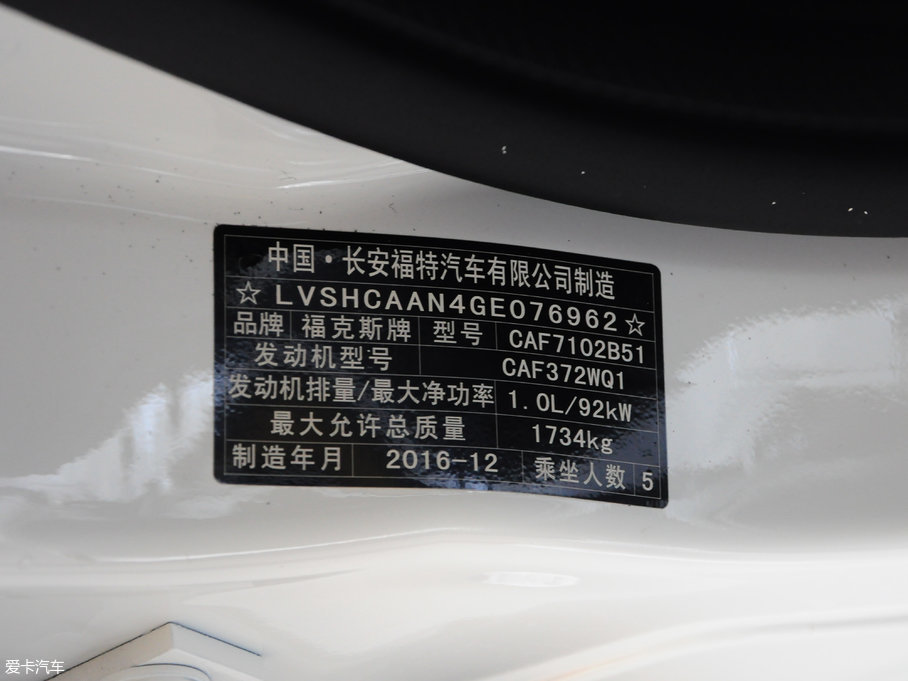 中国·长安福特汽车有限公司制造
☆ LVSHCAAN4GE076962 ☆
品牌 福克斯牌 型号 CAF7102B51
发动机型号 CAF372WQ1
发动机排量/最大净功率 1.0L/92kW
最大允许总质量 1734kg
制造年月 2016-12 乘坐人数 5
爱卡汽车